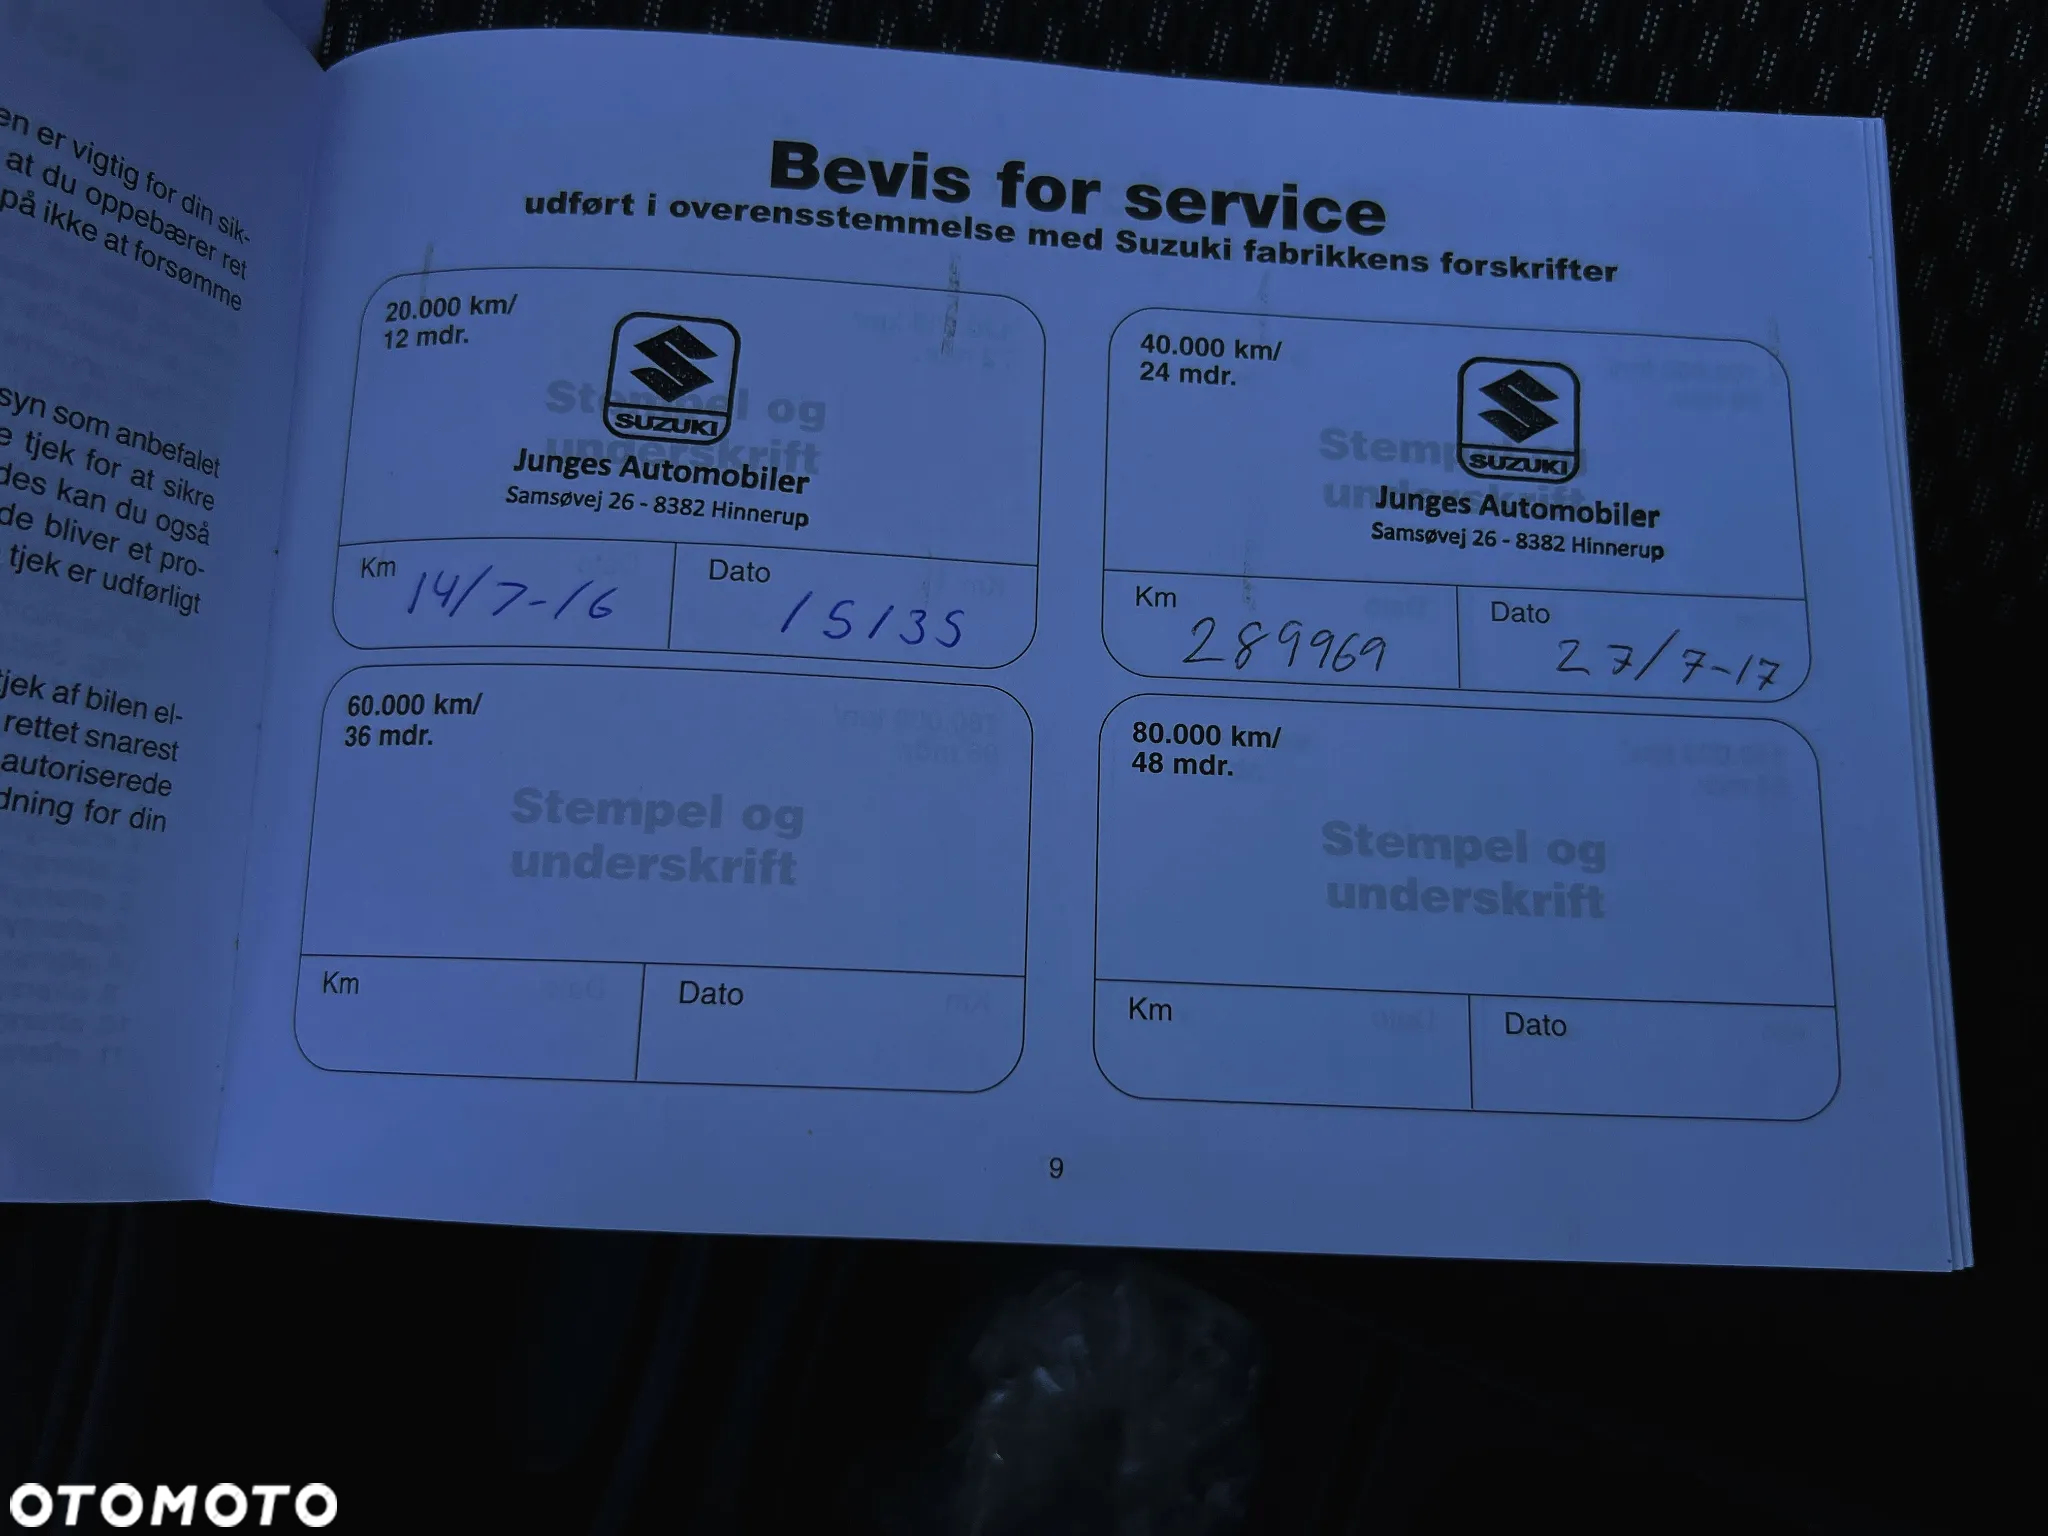 en er vigtig for din sik-
at du oppebærer ret
på ikke at forsømme
syn som anbefalet
e tjek for at sikre
des kan du også
de bliver et pro-
tjek er udførligt
tjek af bilen el-
rettet snarest
autoriserede
dning for din
Bevis for service
udført i overensstemmelse med Suzuki fabrikkens forskrifter
20.000 km/
12 mdr.
Stempel og
underskrift
SUZUKI
Junges Automobiler
Samsøvej 26 - 8382 Hinnerup
Km 14/7-16
Dato 15135
40.000 km/
24 mdr.
SUZUKI
Junges Automobiler
Samsøvej 26 - 8382 Hinnerup
Km 289969
Dato 27/7-17
60.000 km/
36 mdr.
Stempel og
underskrift
Km
Dato
80.000 km/
48 mdr.
Stempel og
underskrift
Km
Dato
9
OTOMOTO